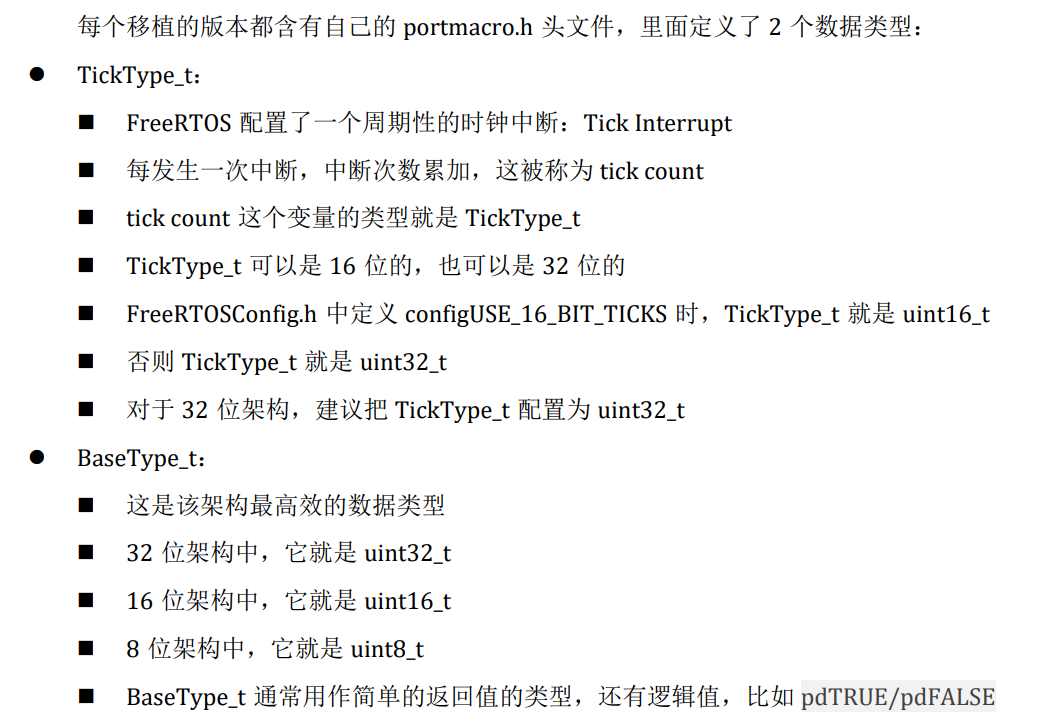 每个移植的版本都含有自己的 portmacro.h 头文件，里面定义了 2 个数据类型：
● TickType_t：
■ FreeRTOS 配置了一个周期性的时钟中断：Tick Interrupt
■ 每发生一次中断，中断次数累加，这被称为 tick count
■ tick count 这个变量的类型就是 TickType_t
■ TickType_t 可以是 16 位的，也可以是 32 位的
■ FreeRTOSConfig.h 中定义 configUSE_16_BIT_TICKS 时，TickType_t 就是 uint16_t
■ 否则 TickType_t 就是 uint32_t
■ 对于 32 位架构，建议把 TickType_t 配置为 uint32_t
● BaseType_t：
■ 这是该架构最高效的数据类型
■ 32 位架构中，它就是 uint32_t
■ 16 位架构中，它就是 uint16_t
■ 8 位架构中，它就是 uint8_t
■ BaseType_t 通常用作简单的返回值的类型，还有逻辑值，比如 pdTRUE/pdFALSE